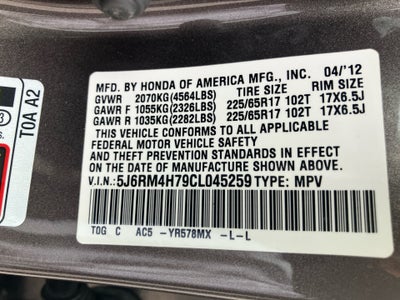 MFD. BY HONDA OF AMERICA MFG., INC. 04/'12
GVWR 2070KG(4564LBS) TIRE SIZE RIM SIZE
GAWR F 1055KG(2326LBS) 225/65R17 102T 17X6.5J
GAWR R 1035KG(2282LBS) 225/65R17 102T 17X6.5J
THIS VEHICLE CONFORMS TO ALL APPLICABLE
FEDERAL MOTOR VEHICLE SAFETY
AND THEFT PREVENTION STANDARDS IN EFFECT
ON THE DATE OF MANUFACTURE SHOWN ABOVE.
V.I.N.: 5J6RM4H79CL045259 TYPE: MPV
TOG C AC5 -YR578MX -L-L
TOA A2
3